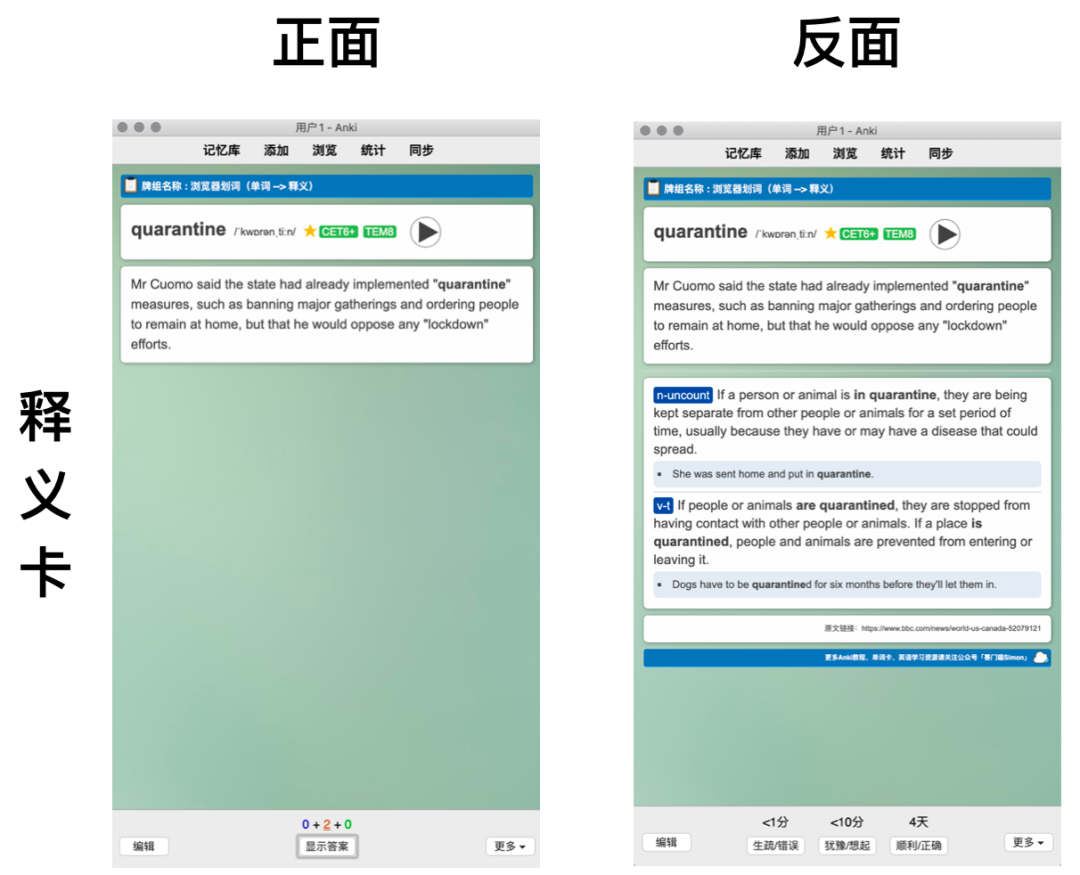 正面
反面
释
义
卡
用户1 - Anki
记忆库 添加 浏览 统计 同步
牌组名称：浏览器划词（单词 --> 释义）
quarantine /ˈkwɒrənˌtiːn/ ★ CET6+ TEM8
Mr Cuomo said the state had already implemented "quarantine"
measures, such as banning major gatherings and ordering people
to remain at home, but that he would oppose any "lockdown"
efforts.
0 + 2 + 0
编辑 显示答案 更多
用户1 - Anki
记忆库 添加 浏览 统计 同步
牌组名称：浏览器划词（单词 --> 释义）
quarantine /ˈkwɒrənˌtiːn/ ★ CET6+ TEM8
Mr Cuomo said the state had already implemented "quarantine"
measures, such as banning major gatherings and ordering people
to remain at home, but that he would oppose any "lockdown"
efforts.
n-uncount If a person or animal is in quarantine, they are being
kept separate from other people or animals for a set period of
time, usually because they have or may have a disease that could
spread.
▪ She was sent home and put in quarantine.
v-t If people or animals are quarantined, they are stopped from
having contact with other people or animals. If a place is
quarantined, people and animals are prevented from entering or
leaving it.
▪ Dogs have to be quarantined for six months before they'll let them in.
原文链接：https://www.bbc.com/news/world-us-canada-52079121
更多Anki教程、单词卡、英语学习资源请关注公众号「赛门喵Simon」
<1分 <10分 4天
编辑 生疏/错误 犹豫/想起 顺利/正确 更多